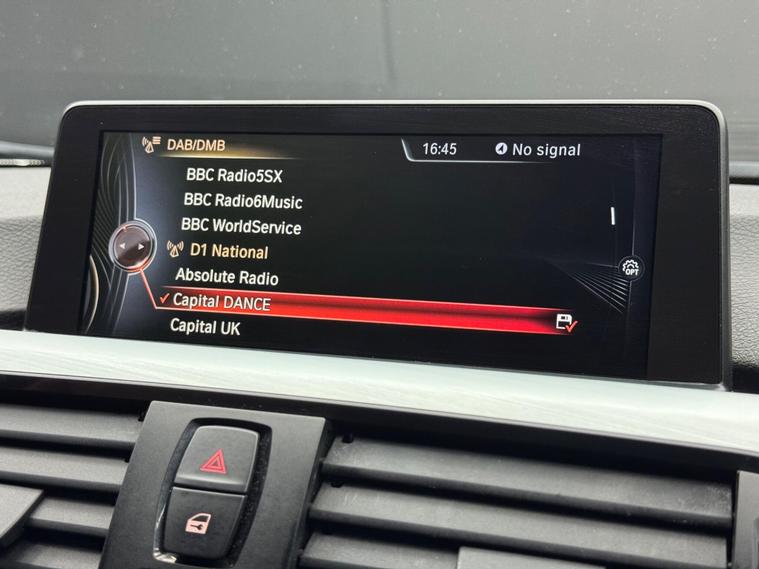 DAB/DMB
16:45
No signal
BBC Radio5SX
BBC Radio6Music
BBC WorldService
D1 National
OPT
Absolute Radio
Capital DANCE
Capital UK